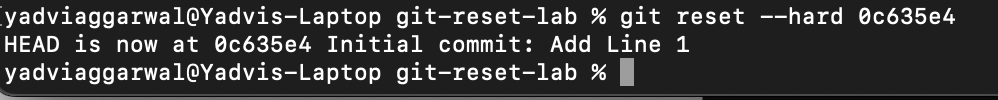 yadviaggarwal@Yadvis-Laptop git-reset-lab % git reset --hard 0c635e4
HEAD is now at 0c635e4 Initial commit: Add Line 1
yadviaggarwal@Yadvis-Laptop git-reset-lab %